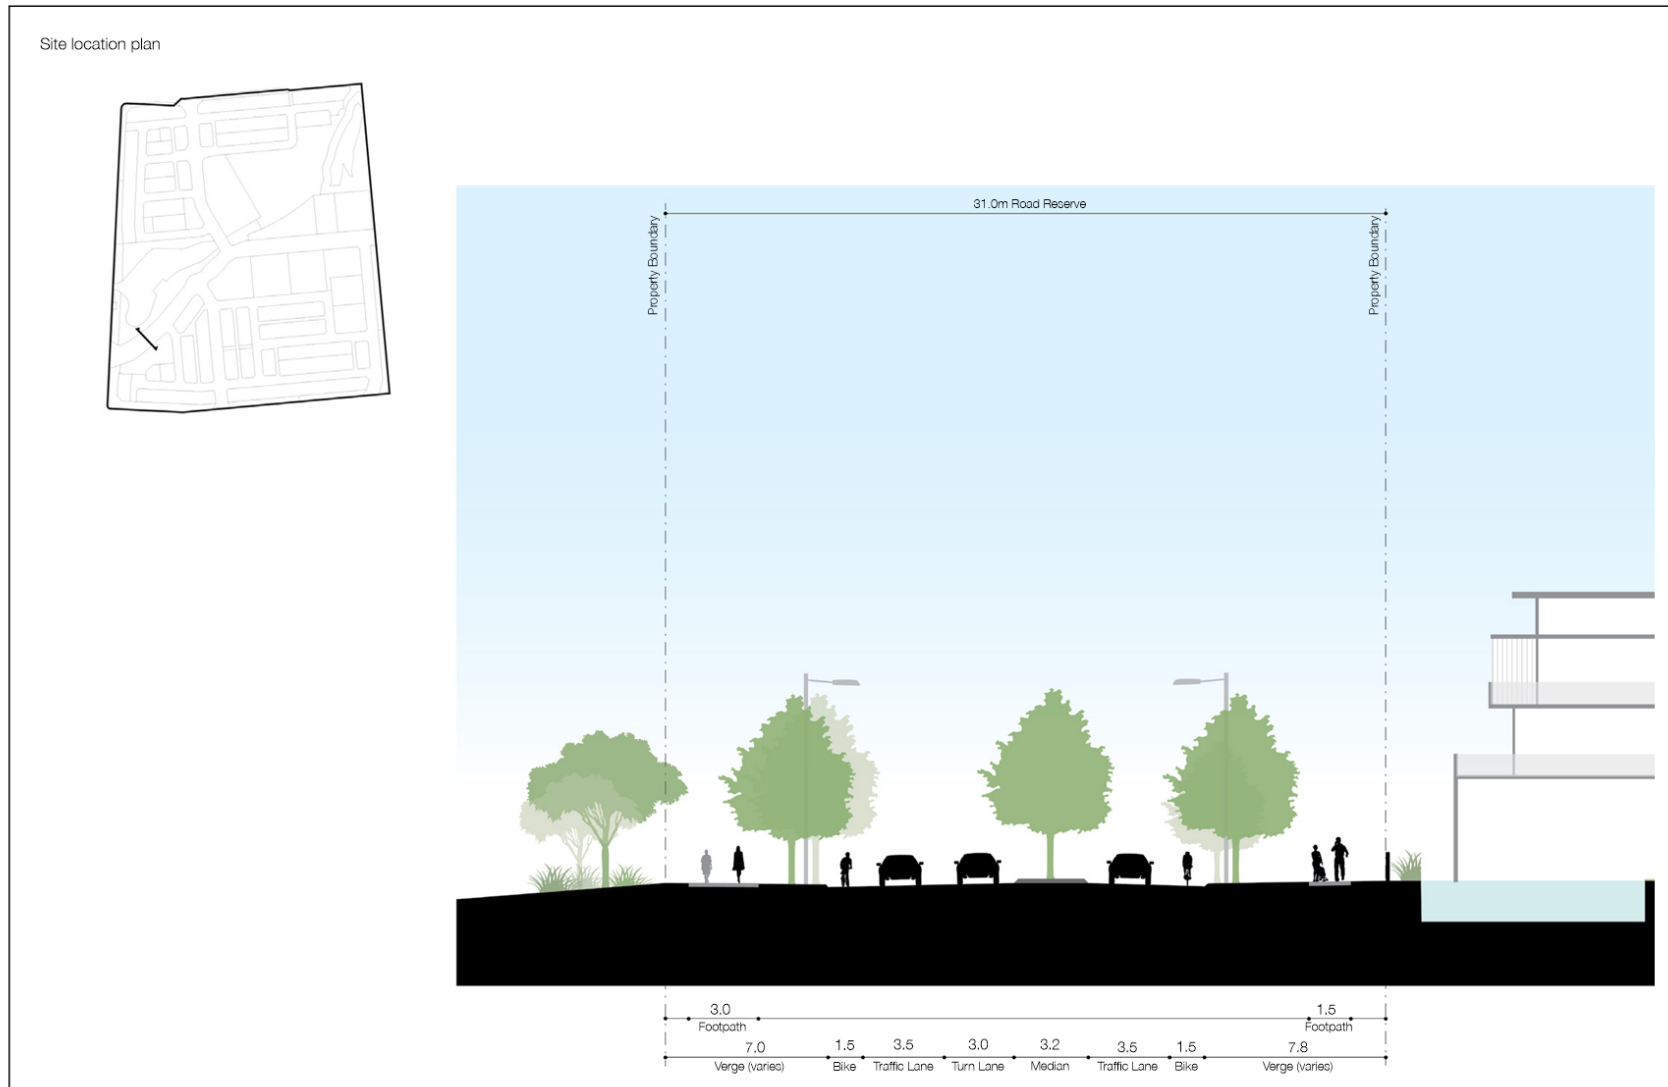 Site location plan
31.0m Road Reserve
Property Boundary
Property Boundary
3.0
Footpath
1.5
Footpath
7.0
Verge (varies)
1.5
Bike
3.5
Traffic Lane
3.0
Turn Lane
3.2
Median
3.5
Traffic Lane
1.5
Bike
7.8
Verge (varies)